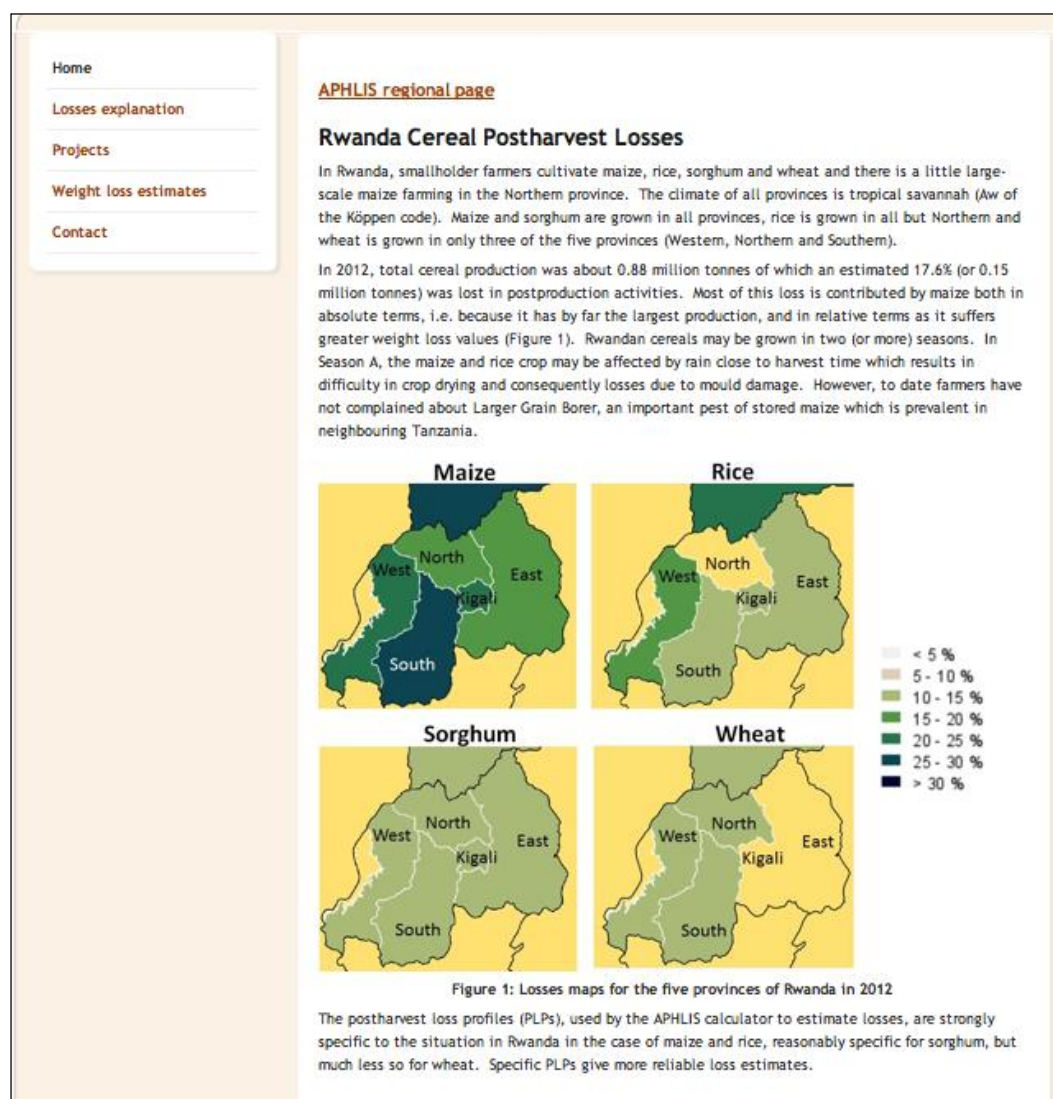 Home
Losses explanation
Projects
Weight loss estimates
Contact
APHLIS regional page
Rwanda Cereal Postharvest Losses
In Rwanda, smallholder farmers cultivate maize, rice, sorghum and wheat and there is a little large-
scale maize farming in the Northern province. The climate of all provinces is tropical savannah (Aw of
the Köppen code). Maize and sorghum are grown in all provinces, rice is grown in all but Northern and
wheat is grown in only three of the five provinces (Western, Northern and Southern).
In 2012, total cereal production was about 0.88 million tonnes of which an estimated 17.6% (or 0.15
million tonnes) was lost in postproduction activities. Most of this loss is contributed by maize both in
absolute terms, i.e. because it has by far the largest production, and in relative terms as it suffers
greater weight loss values (Figure 1). Rwandan cereals may be grown in two (or more) seasons. In
Season A, the maize and rice crop may be affected by rain close to harvest time which results in
difficulty in crop drying and consequently losses due to mould damage. However, to date farmers have
not complained about Larger Grain Borer, an important pest of stored maize which is prevalent in
neighbouring Tanzania.
Maize
North
West
East
Kigali
South
Rice
North
West
East
Kigali
South
< 5 %
5 - 10 %
10 - 15 %
15 - 20 %
20 - 25 %
25 - 30 %
> 30 %
Sorghum
North
West
East
Kigali
South
Wheat
North
West
East
Kigali
South
Figure 1: Losses maps for the five provinces of Rwanda in 2012
The postharvest loss profiles (PLPs), used by the APHLIS calculator to estimate losses, are strongly
specific to the situation in Rwanda in the case of maize and rice, reasonably specific for sorghum, but
much less so for wheat. Specific PLPs give more reliable loss estimates.